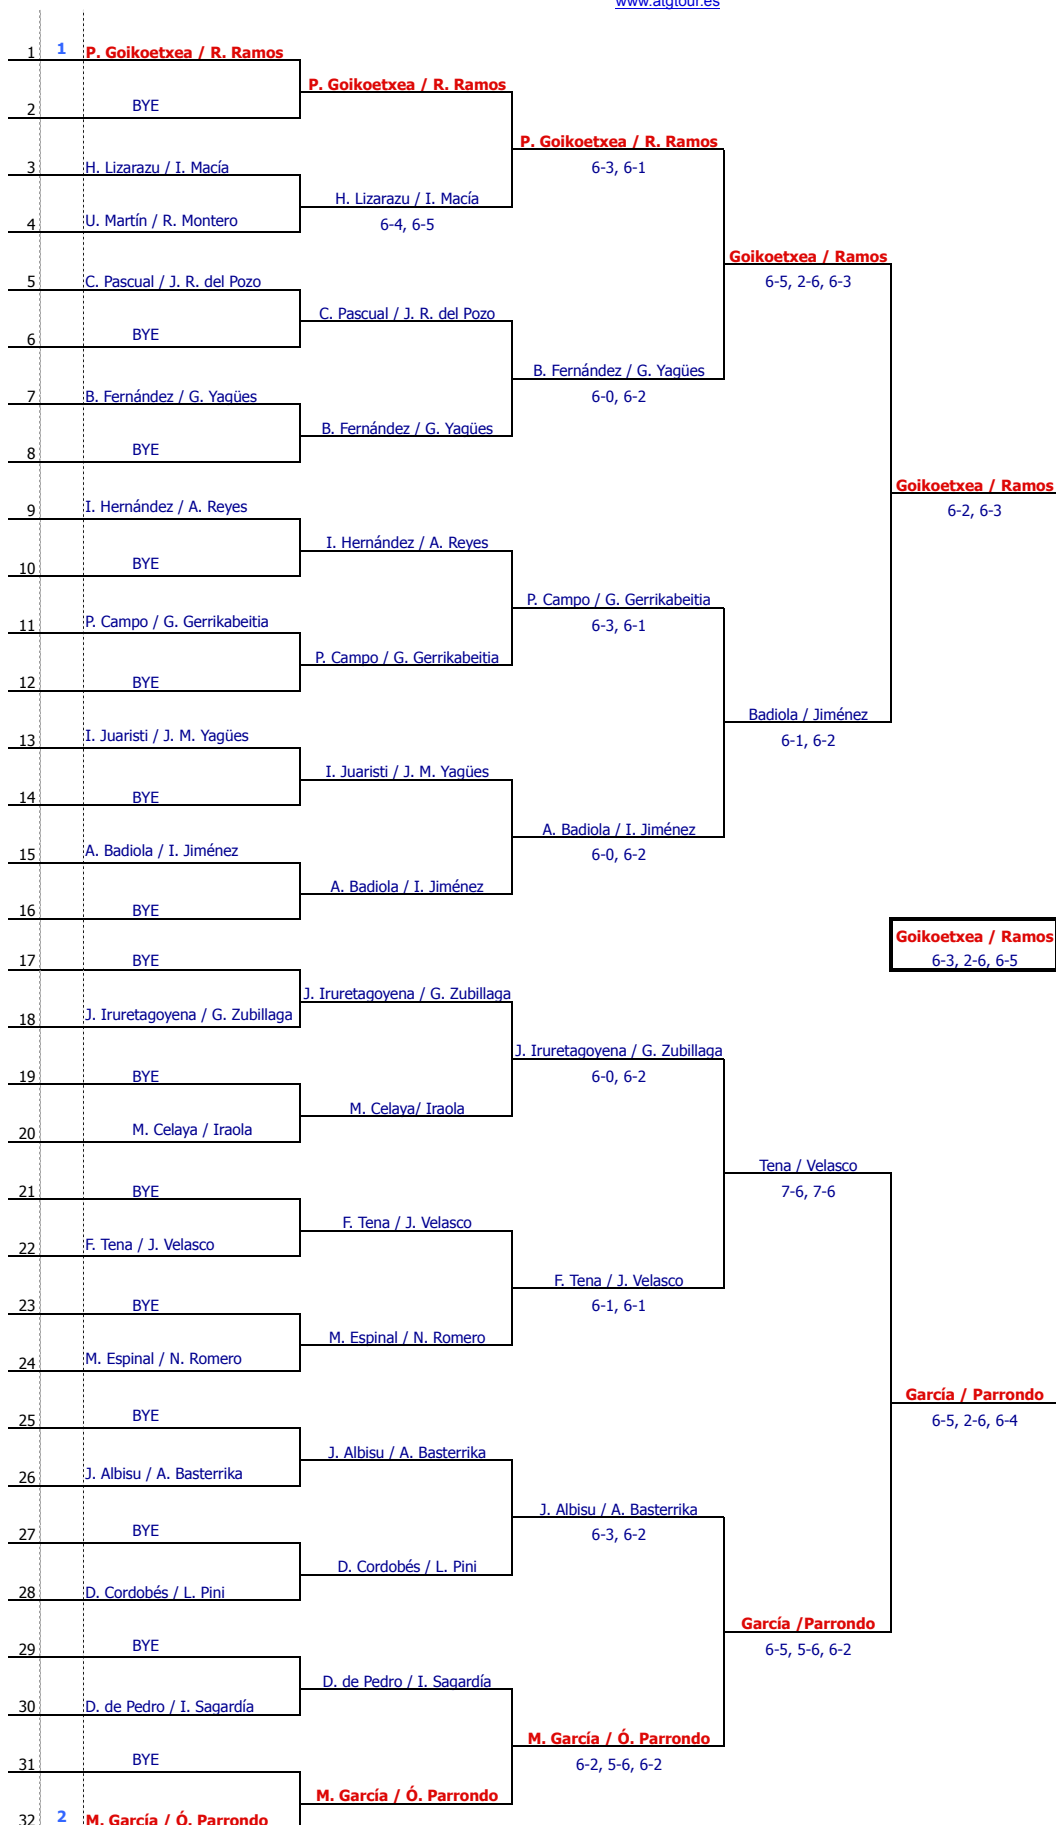 www.atgtour.es
1 1 P. Goikoetxea / R. Ramos
P. Goikoetxea / R. Ramos
2 BYE
P. Goikoetxea / R. Ramos
3 H. Lizarazu / I. Macía
6-3, 6-1
H. Lizarazu / I. Macía
4 U. Martín / R. Montero
6-4, 6-5
Goikoetxea / Ramos
5 C. Pascual / J. R. del Pozo
6-5, 2-6, 6-3
C. Pascual / J. R. del Pozo
6 BYE
B. Fernández / G. Yagües
7 B. Fernández / G. Yagües
6-0, 6-2
B. Fernández / G. Yagües
8 BYE
Goikoetxea / Ramos
9 I. Hernández / A. Reyes
6-2, 6-3
I. Hernández / A. Reyes
10 BYE
P. Campo / G. Gerrikabeitia
11 P. Campo / G. Gerrikabeitia
6-3, 6-1
P. Campo / G. Gerrikabeitia
12 BYE
Badiola / Jiménez
13 I. Juaristi / J. M. Yagües
6-1, 6-2
I. Juaristi / J. M. Yagües
14 BYE
A. Badiola / I. Jiménez
15 A. Badiola / I. Jiménez
6-0, 6-2
A. Badiola / I. Jiménez
16 BYE
Goikoetxea / Ramos
6-3, 2-6, 6-5
17 BYE
J. Iruretagoyena / G. Zubillaga
18 J. Iruretagoyena / G. Zubillaga
J. Iruretagoyena / G. Zubillaga
19 BYE
6-0, 6-2
M. Celaya/ Iraola
20 M. Celaya / Iraola
Tena / Velasco
21 BYE
7-6, 7-6
F. Tena / J. Velasco
22 F. Tena / J. Velasco
F. Tena / J. Velasco
23 BYE
6-1, 6-1
M. Espinal / N. Romero
24 M. Espinal / N. Romero
García / Parrondo
25 BYE
6-5, 2-6, 6-4
J. Albisu / A. Basterrika
26 J. Albisu / A. Basterrika
J. Albisu / A. Basterrika
27 BYE
6-3, 6-2
D. Cordobés / L. Pini
28 D. Cordobés / L. Pini
García /Parrondo
29 BYE
6-5, 5-6, 6-2
D. de Pedro / I. Sagardía
30 D. de Pedro / I. Sagardía
M. García / Ó. Parrondo
31 BYE
6-2, 5-6, 6-2
M. García / Ó. Parrondo
32 2 M. García / Ó. Parrondo